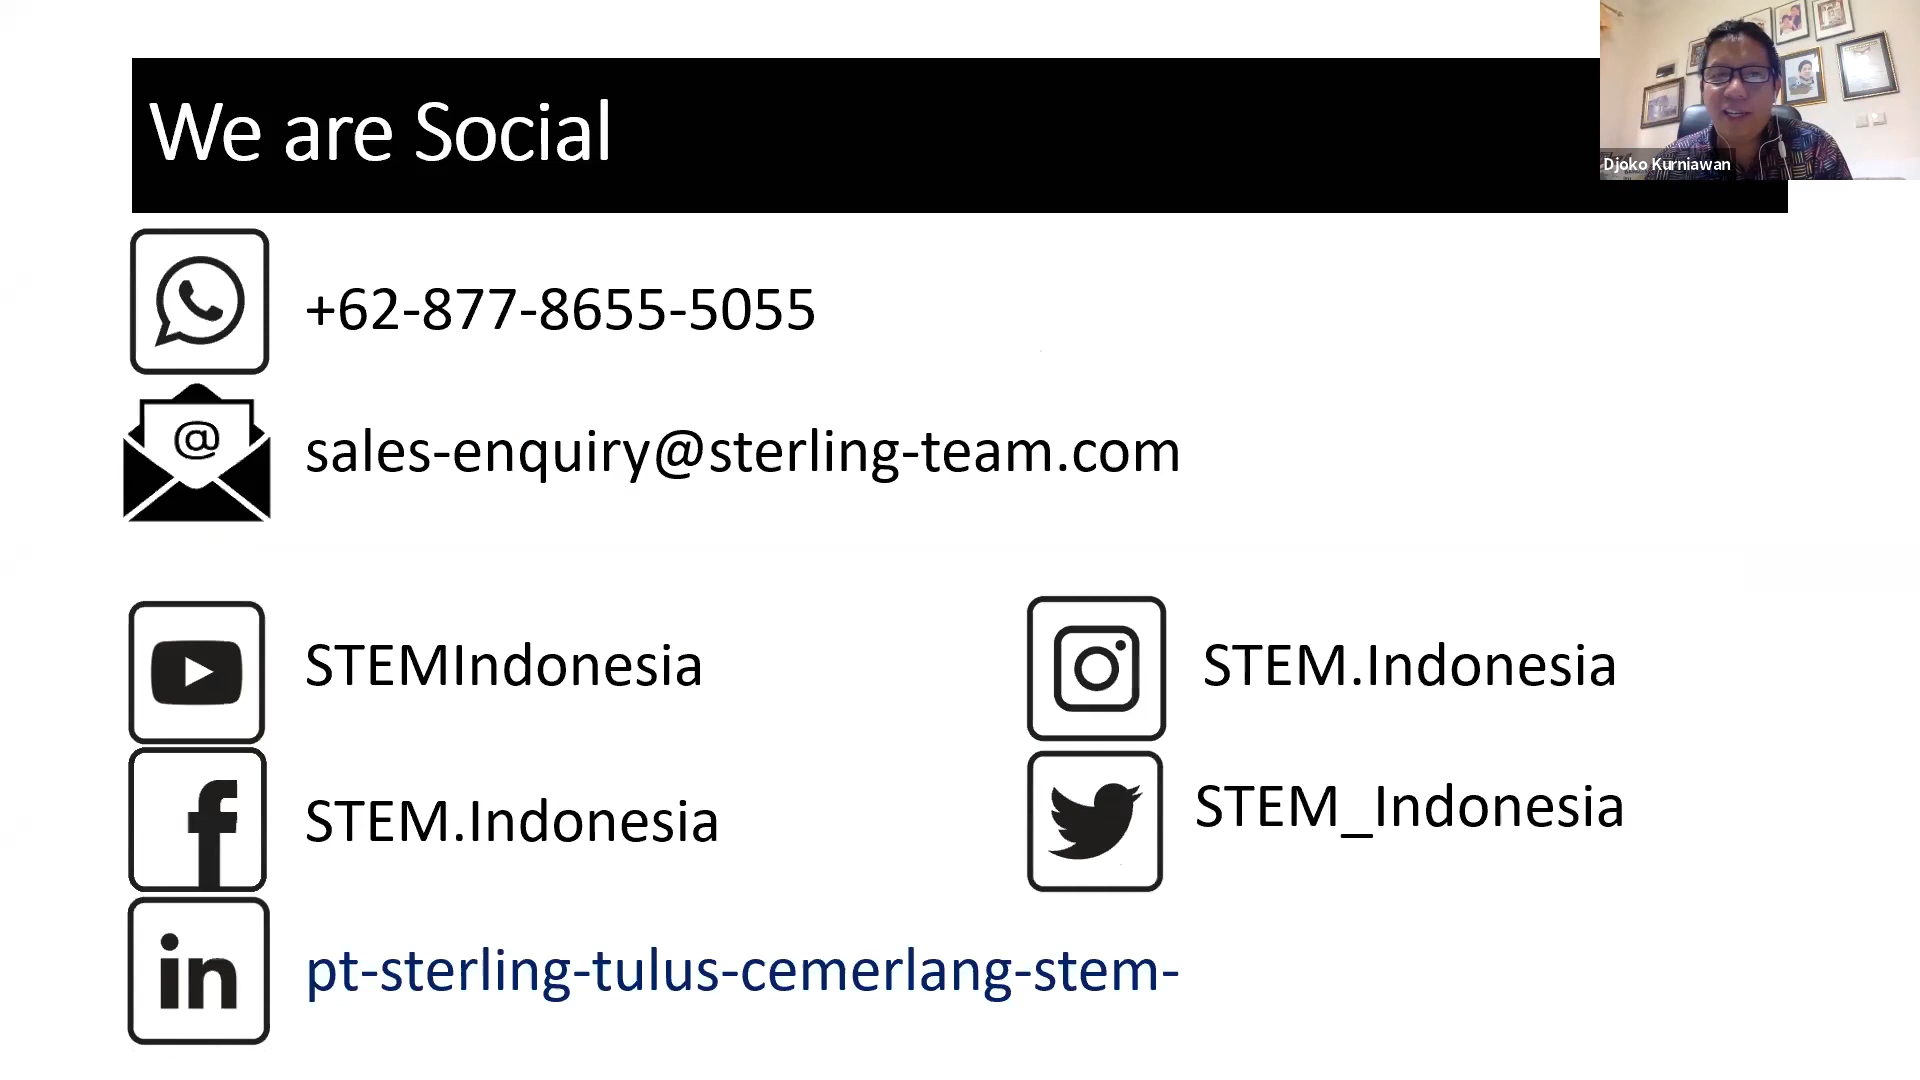 We are Social
Djoko Kurniawan
+62-877-8655-5055
@
sales-enquiry@sterling-team.com
STEMIndonesia
STEM.Indonesia
STEM.Indonesia
STEM_Indonesia
in
pt-sterling-tulus-cemerlang-stem-